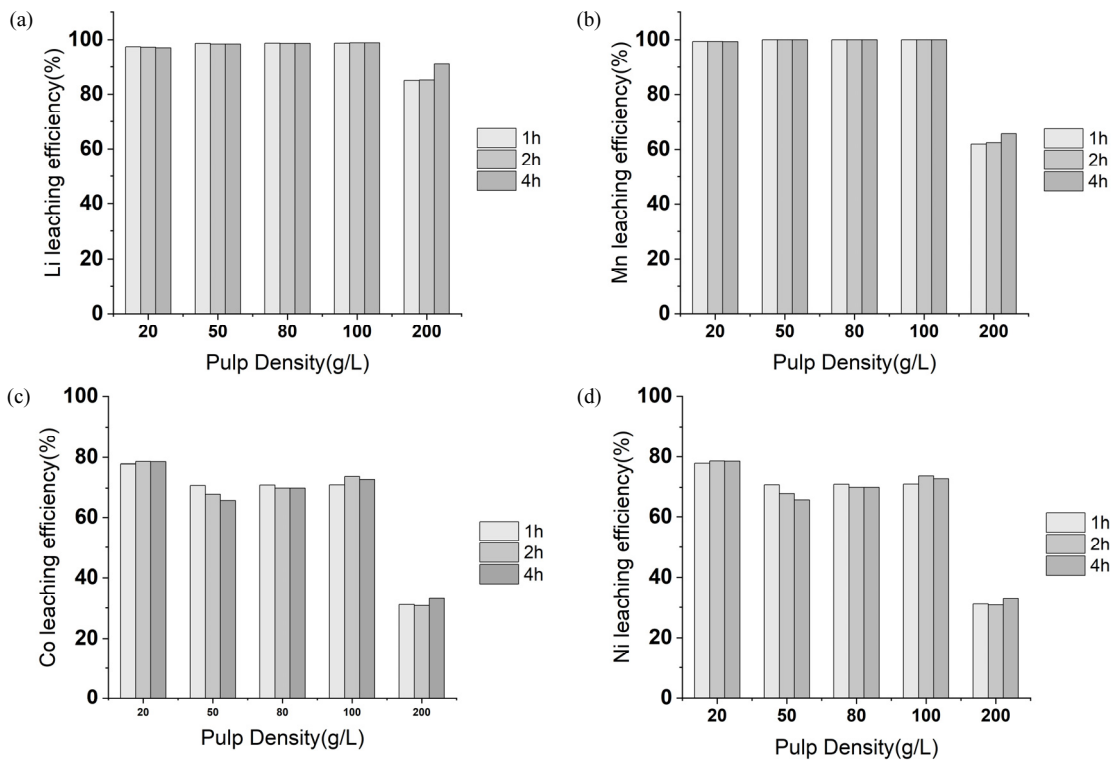 (a)
Li leaching efficiency(%)
100
80
60
40
20
0
20 50 80 100 200
Pulp Density(g/L)
1h
2h
4h
(b)
Mn leaching efficiency(%)
100
80
60
40
20
0
20 50 80 100 200
Pulp Density(g/L)
1h
2h
4h
(c)
Co leaching efficiency(%)
100
80
60
40
20
0
20 50 80 100 200
Pulp Density(g/L)
1h
2h
4h
(d)
Ni leaching efficiency(%)
100
80
60
40
20
0
20 50 80 100 200
Pulp Density(g/L)
1h
2h
4h